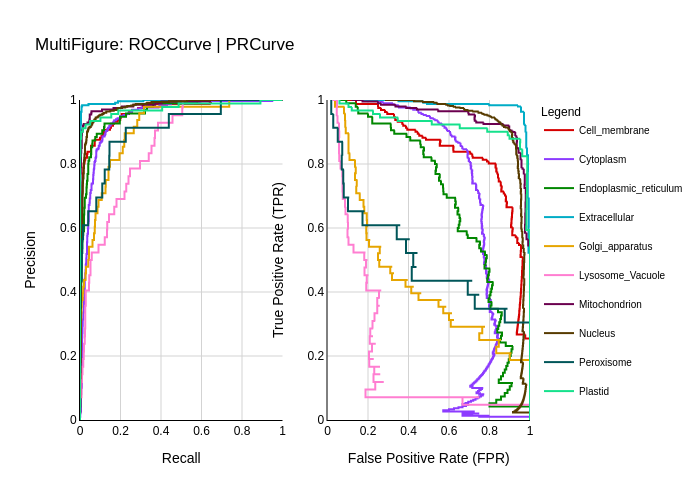 MultiFigure: ROCCurve | PRCurve
Precision
1
0.8
0.6
0.4
0.2
0
0
0.2
0.4
0.6
0.8
1
Recall
True Positive Rate (TPR)
1
0.8
0.6
0.4
0.2
0
0
0.2
0.4
0.6
0.8
1
False Positive Rate (FPR)
Legend
Cell_membrane
Cytoplasm
Endoplasmic_reticulum
Extracellular
Golgi_apparatus
Lysosome_Vacuole
Mitochondrion
Nucleus
Peroxisome
Plastid